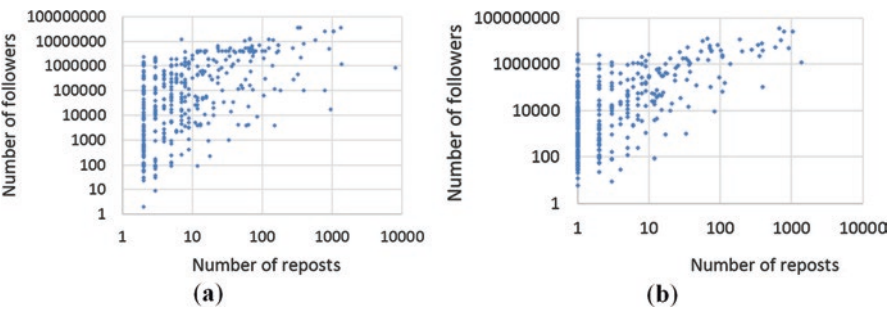 Number of followers
100000000
10000000
1000000
100000
10000
1000
100
10
1
1 10 100 1000 10000
Number of reposts
(a)
Number of followers
100000000
1000000
10000
100
1
1 10 100 1000 10000
Number of reposts
(b)